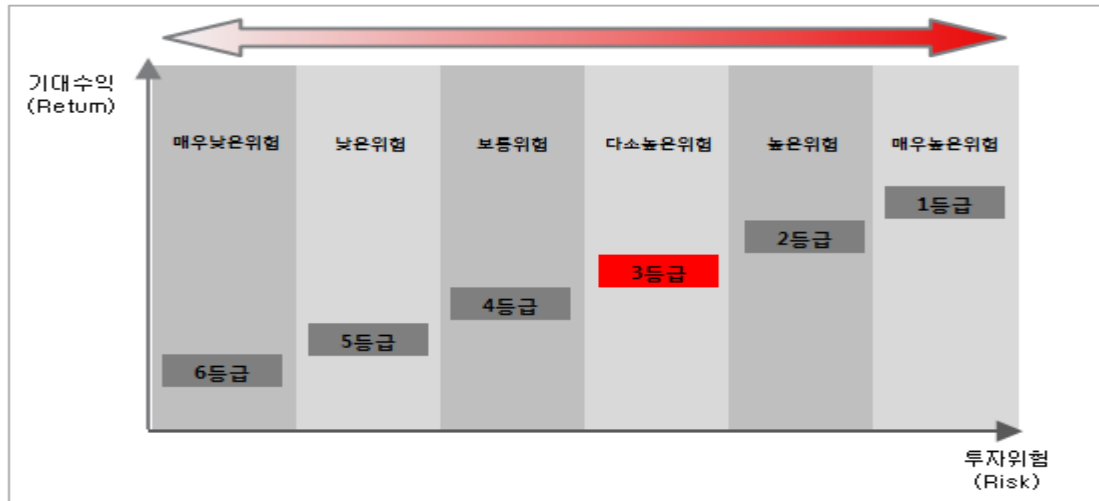 기대수익
(Retum)
매우낮은위험 낮은위험 보통위험 다소높은위험 높은위험 매우높은위험
1등급
2등급
3등급
4등급
5등급
6등급
투자위험
(Risk)